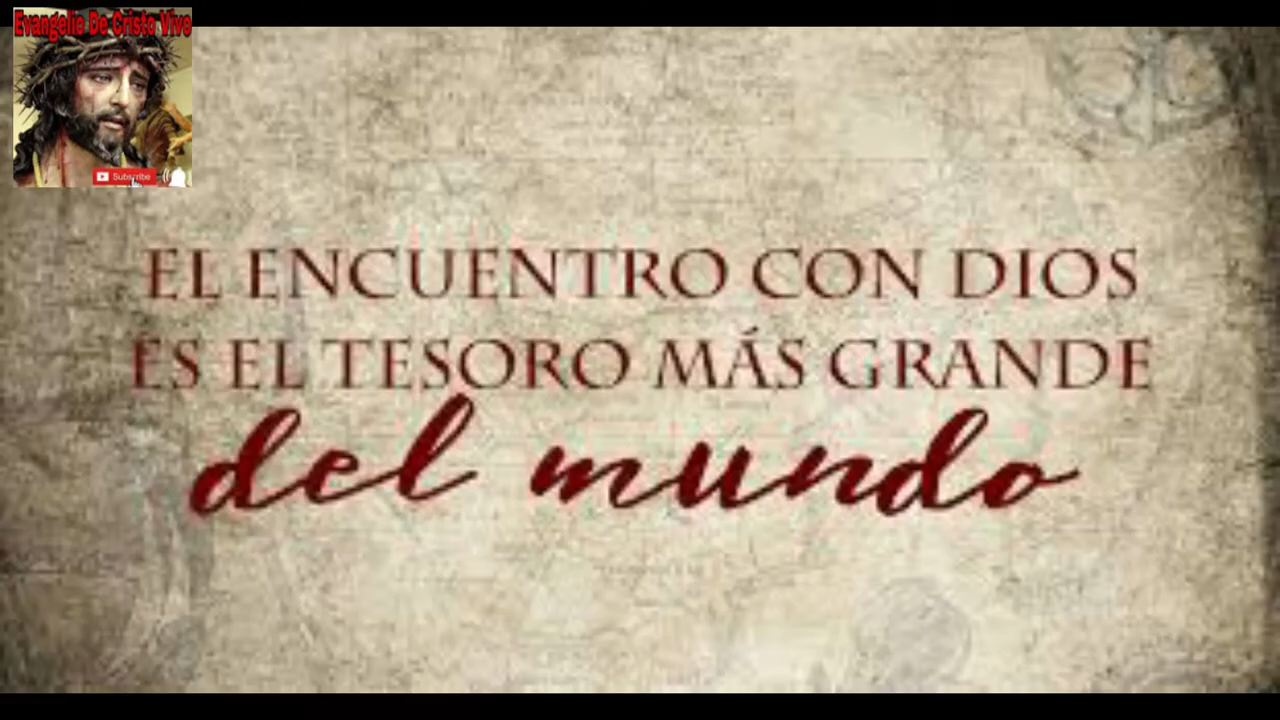 Evangelio De Cristo Vivo
Subscribe
EL ENCUENTRO CON DIOS
ES EL TESORO MÁS GRANDE
del mundo